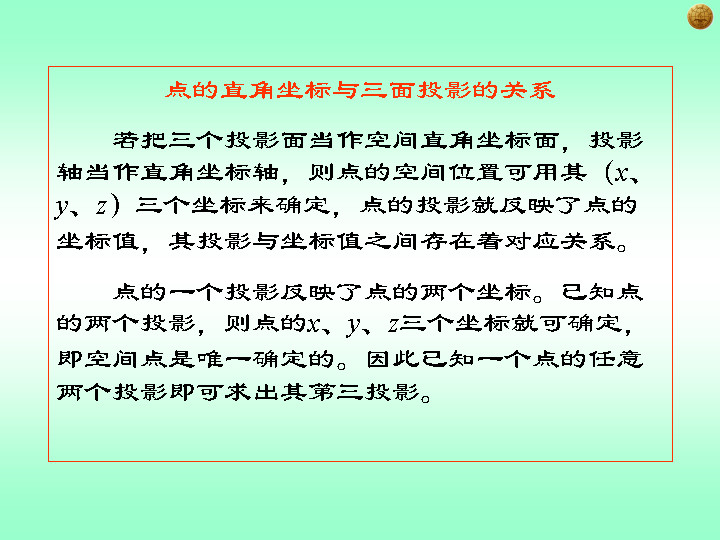 点的直角坐标与三面投影的关系
若把三个投影面当作空间直角坐标面，投影
轴当作直角坐标轴，则点的空间位置可用其（x、
y、z）三个坐标来确定，点的投影就反映了点的
坐标值，其投影与坐标值之间存在着对应关系。
点的一个投影反映了点的两个坐标。已知点
的两个投影，则点的x、y、z三个坐标就可确定，
即空间点是唯一确定的。因此已知一个点的任意
两个投影即可求出其第三投影。